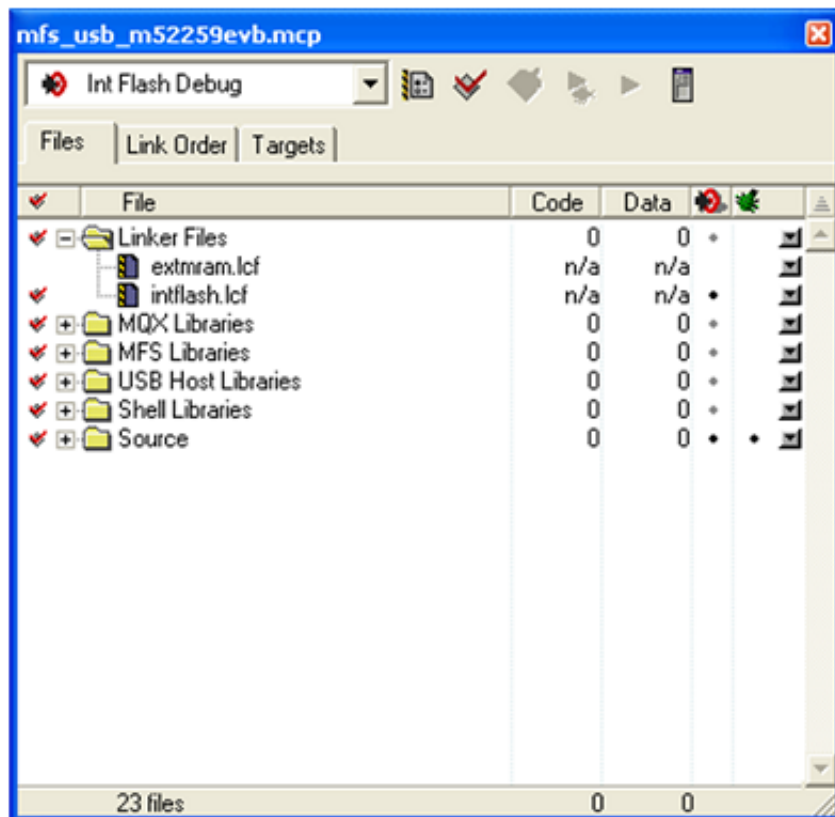 mfs_usb_m52259evb.mcp
Int Flash Debug
Files Link Order Targets
File Code Data
Linker Files 0 0
extmram.lcf n/a n/a
intflash.lcf n/a n/a
MQX Libraries 0 0
MFS Libraries 0 0
USB Host Libraries 0 0
Shell Libraries 0 0
Source 0 0
23 files 0 0